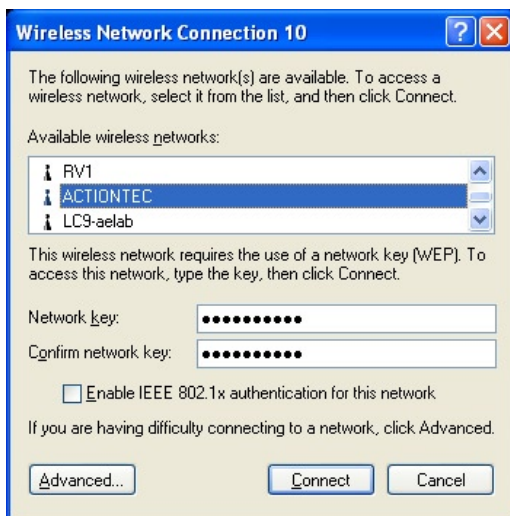 Wireless Network Connection 10
The following wireless network(s) are available. To access a
wireless network, select it from the list, and then click Connect.
Available wireless networks:
RV1
ACTIONTEC
LC9-aelab
This wireless network requires the use of a network key (WEP). To
access this network, type the key, then click Connect.
Network key: ●●●●●●●●●●
Confirm network key: ●●●●●●●●●●
Enable IEEE 802.1x authentication for this network
If you are having difficulty connecting to a network, click Advanced.
Advanced... Connect Cancel